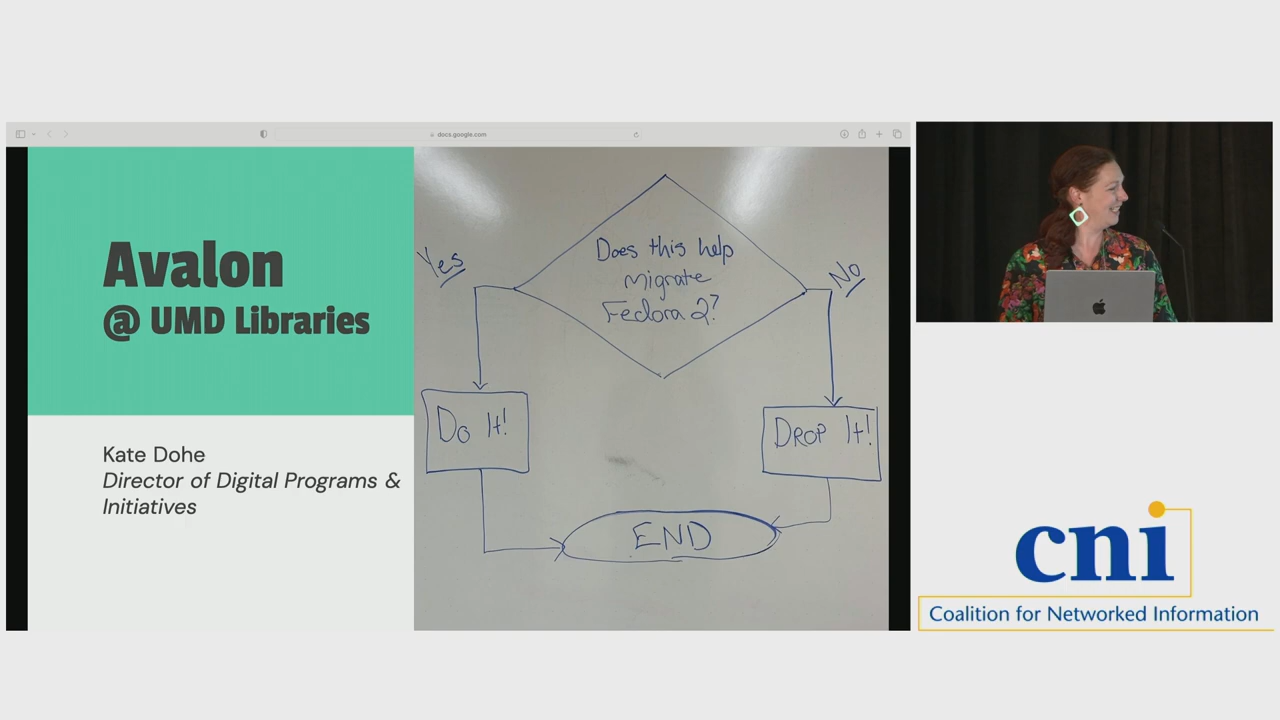 docs.google.com
Avalon
@ UMD Libraries
Kate Dohe
Director of Digital Programs &
Initiatives
Does this help
migrate
Fedora 2?
Yes
No
Do It!
DROP It!
END
cni
Coalition for Networked Information